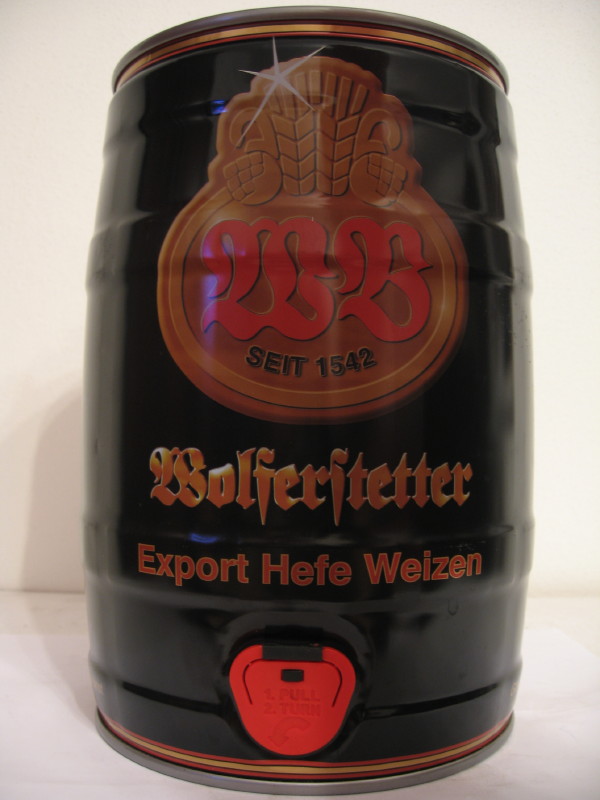 WB
SEIT 1542
Wolferstetter
Export Hefe Weizen
1. PULL
2. TURN